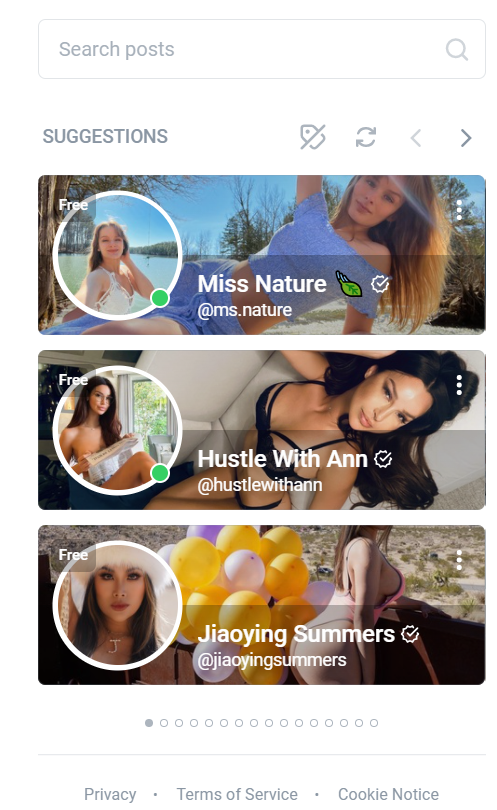 Search posts
SUGGESTIONS
Free
Miss Nature
@ms.nature
Free
Hustle With Ann
@hustlewithann
Free
J
Jiaoying Summers
@jiaoyingsummers
Privacy • Terms of Service • Cookie Notice